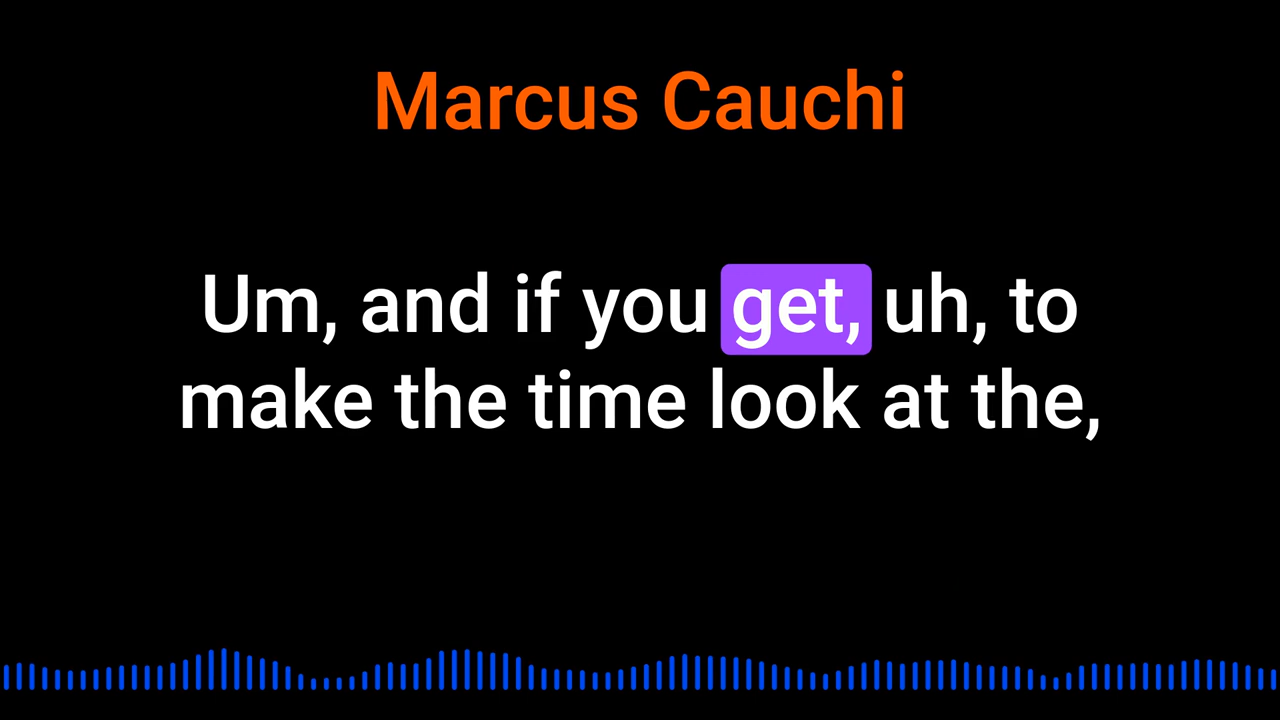 Marcus Cauchi
Um, and if you get, uh, to
make the time look at the,